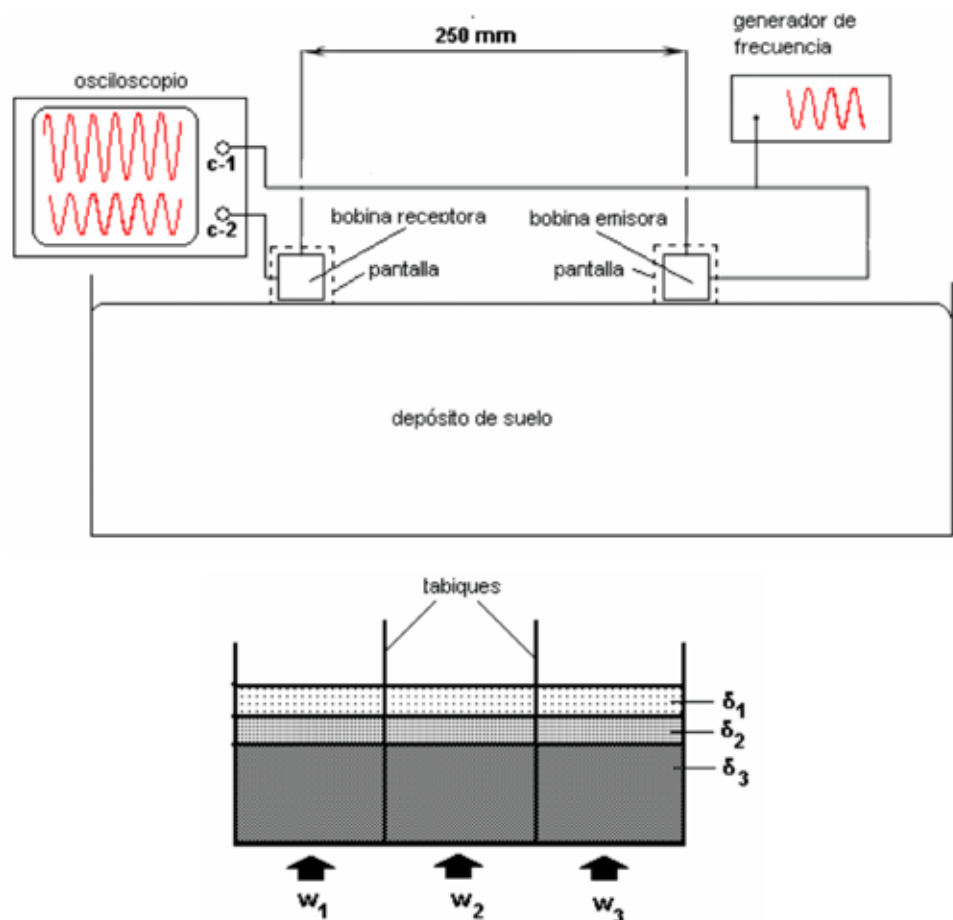 250 mm
generador de
frecuencia
osciloscopio
c-1
c-2
bobina receptora
bobina emisora
pantalla
pantalla
depósito de suelo
tabiques
δ1
δ2
δ3
w1
w2
w3